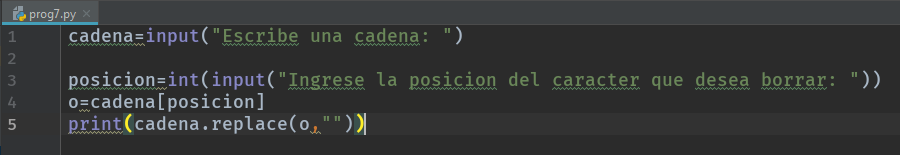 prog7.py
1 cadena=input("Escribe una cadena: ")
2
3 posicion=int(input("Ingrese la posicion del caracter que desea borrar: "))
4 o=cadena[posicion]
5 print(cadena.replace(o,""))